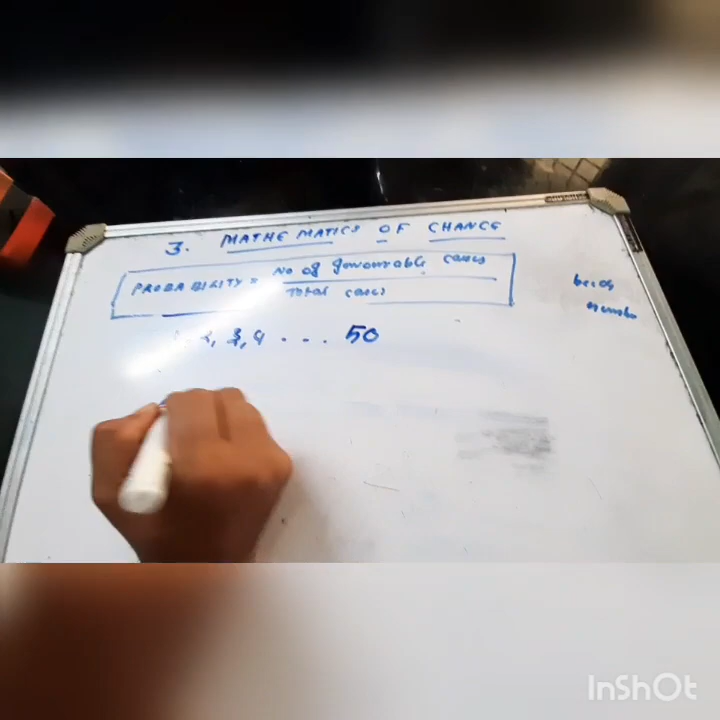 3. MATHEMATICS OF CHANCE
PROBABILITY = No of favourable cases
Total cases
2, 3, 4 . . . 50
InShOt